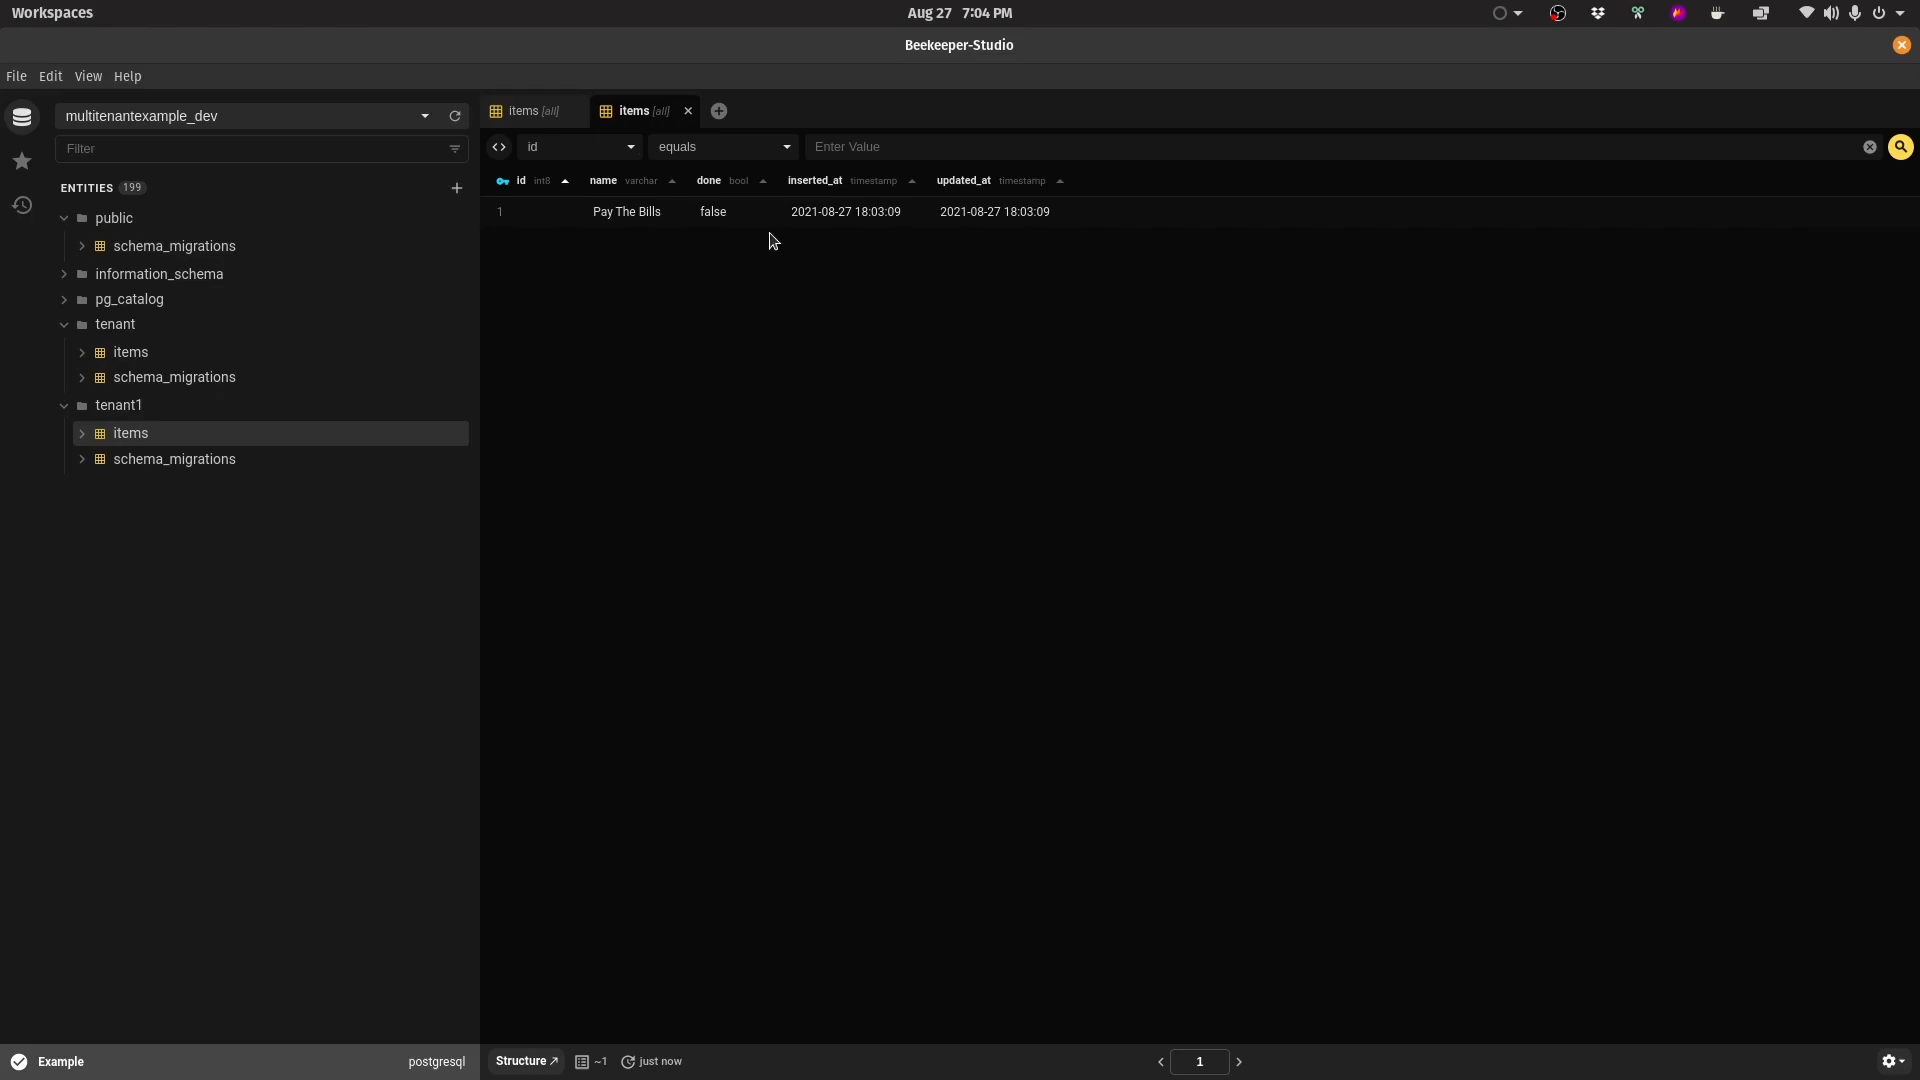 Workspaces
Aug 27 7:04 PM
Beekeeper-Studio
File Edit View Help
multitenantexample_dev
Filter
ENTITIES 199
public
schema_migrations
information_schema
pg_catalog
tenant
items
schema_migrations
tenant1
items
schema_migrations
Example postgresql
items [all] items [all]
id equals Enter Value
id int8 name varchar done bool inserted_at timestamp updated_at timestamp
1 Pay The Bills false 2021-08-27 18:03:09 2021-08-27 18:03:09
Structure ~1 just now 1